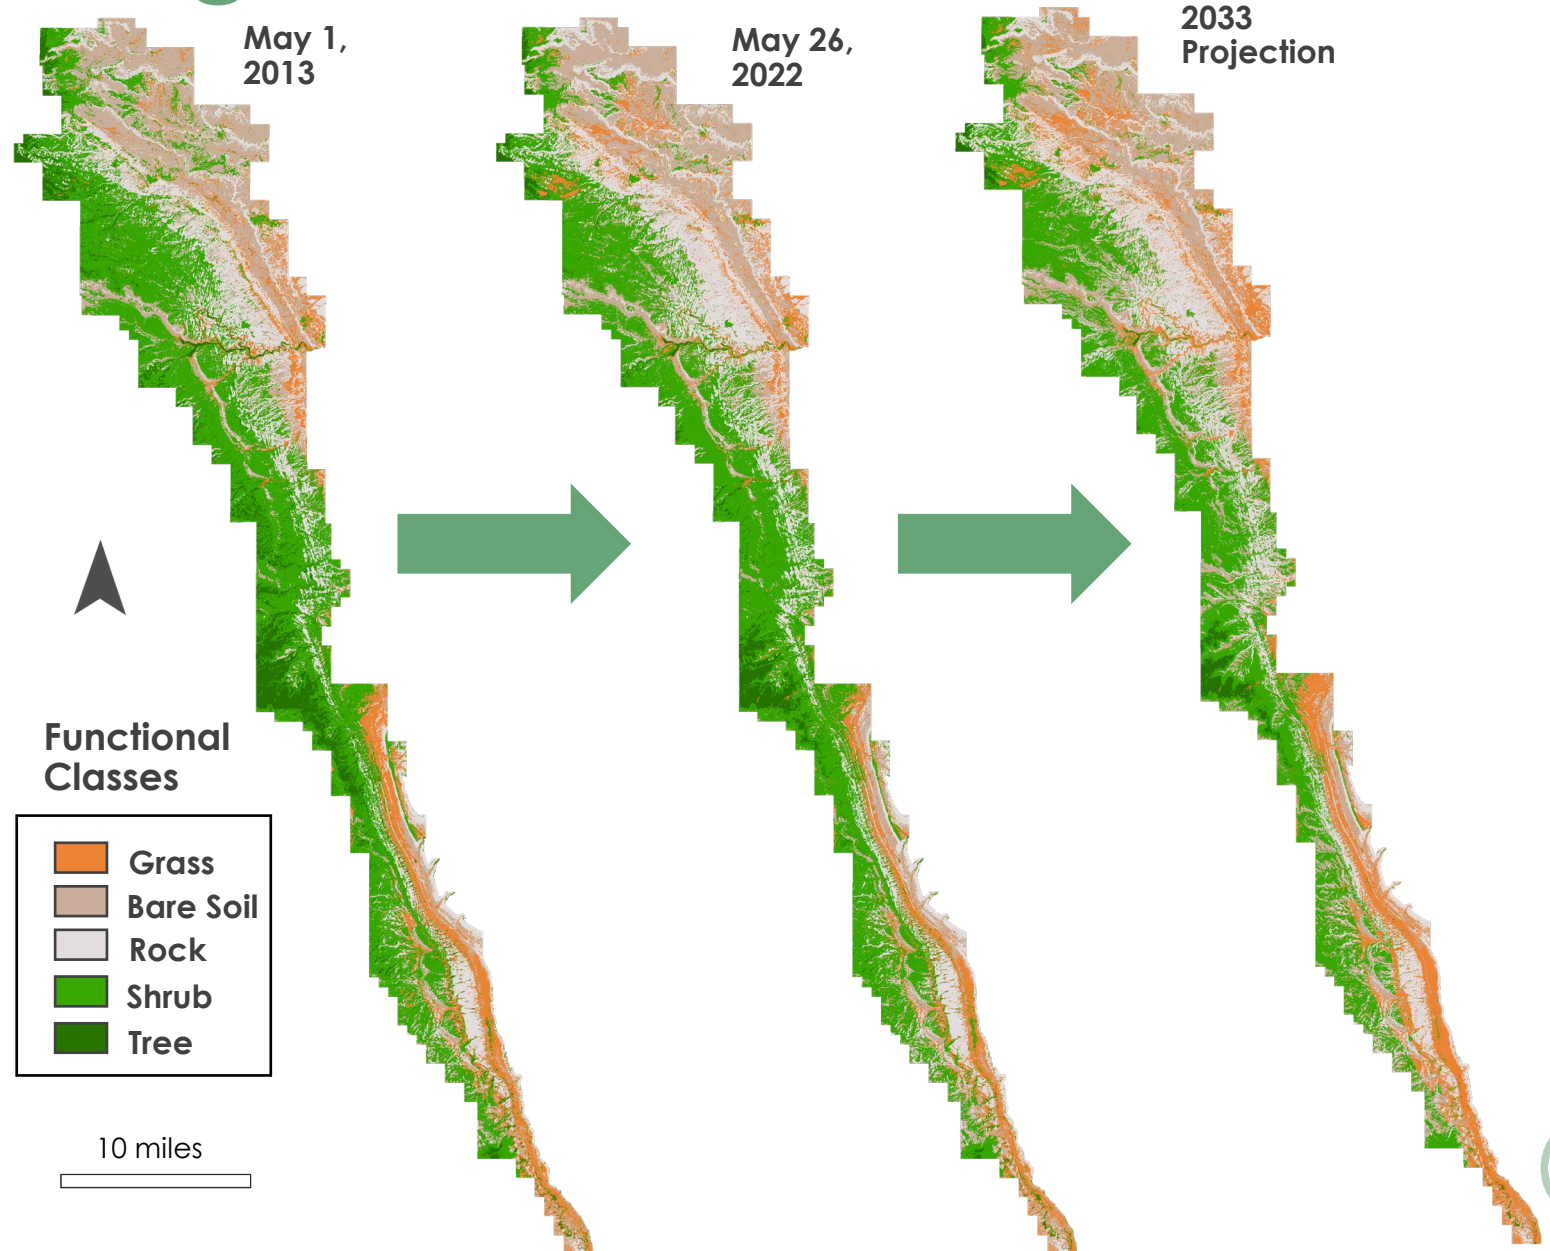 May 1,
2013
May 26,
2022
2033
Projection
Functional
Classes
Grass
Bare Soil
Rock
Shrub
Tree
10 miles